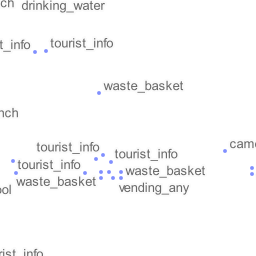 ch
drinking_water
t_info
tourist_info
waste_basket
nch
tourist_info
came
tourist_info
tourist_info
waste_basket
waste_basket
vending_any
ool
rist_info